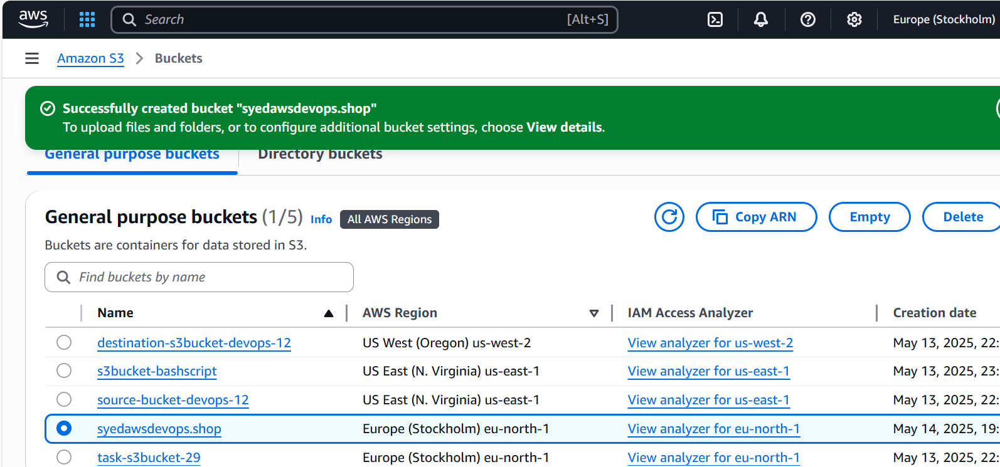 aws
Search [Alt+S]
Europe (Stockholm)
Amazon S3 > Buckets
Successfully created bucket "syedawsdevops.shop"
To upload files and folders, or to configure additional bucket settings, choose View details.
General purpose buckets Directory buckets
General purpose buckets (1/5) Info All AWS Regions
Copy ARN Empty Delete
Buckets are containers for data stored in S3.
Find buckets by name
Name AWS Region IAM Access Analyzer Creation date
destination-s3bucket-devops-12 US West (Oregon) us-west-2 View analyzer for us-west-2 May 13, 2025, 22:
s3bucket-bashscript US East (N. Virginia) us-east-1 View analyzer for us-east-1 May 13, 2025, 23:
source-bucket-devops-12 US East (N. Virginia) us-east-1 View analyzer for us-east-1 May 13, 2025, 22:
syedawsdevops.shop Europe (Stockholm) eu-north-1 View analyzer for eu-north-1 May 14, 2025, 19:
task-s3bucket-29 Europe (Stockholm) eu-north-1 View analyzer for eu-north-1 May 13, 2025, 22: